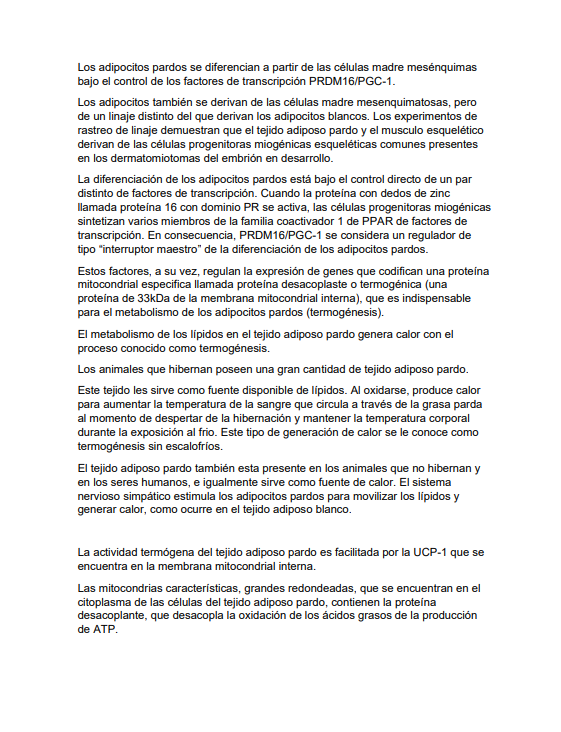 Los adipocitos pardos se diferencian a partir de las células madre mesénquimas
bajo el control de los factores de transcripción PRDM16/PGC-1.
Los adipocitos también se derivan de las células madre mesenquimatosas, pero
de un linaje distinto del que derivan los adipocitos blancos. Los experimentos de
rastreo de linaje demuestran que el tejido adiposo pardo y el musculo esquelético
derivan de las células progenitoras miogénicas esqueléticas comunes presentes
en los dermatomiotomas del embrión en desarrollo.
La diferenciación de los adipocitos pardos está bajo el control directo de un par
distinto de factores de transcripción. Cuando la proteína con dedos de zinc
llamada proteína 16 con dominio PR se activa, las células progenitoras miogénicas
sintetizan varios miembros de la familia coactivador 1 de PPAR de factores de
transcripción. En consecuencia, PRDM16/PGC-1 se considera un regulador de
tipo “interruptor maestro” de la diferenciación de los adipocitos pardos.
Estos factores, a su vez, regulan la expresión de genes que codifican una proteína
mitocondrial especifica llamada proteína desacoplaste o termogénica (una
proteína de 33kDa de la membrana mitocondrial interna), que es indispensable
para el metabolismo de los adipocitos pardos (termogénesis).
El metabolismo de los lípidos en el tejido adiposo pardo genera calor con el
proceso conocido como termogénesis.
Los animales que hibernan poseen una gran cantidad de tejido adiposo pardo.
Este tejido les sirve como fuente disponible de lípidos. Al oxidarse, produce calor
para aumentar la temperatura de la sangre que circula a través de la grasa parda
al momento de despertar de la hibernación y mantener la temperatura corporal
durante la exposición al frio. Este tipo de generación de calor se le conoce como
termogénesis sin escalofríos.
El tejido adiposo pardo también esta presente en los animales que no hibernan y
en los seres humanos, e igualmente sirve como fuente de calor. El sistema
nervioso simpático estimula los adipocitos pardos para movilizar los lípidos y
generar calor, como ocurre en el tejido adiposo blanco.
La actividad termógena del tejido adiposo pardo es facilitada por la UCP-1 que se
encuentra en la membrana mitocondrial interna.
Las mitocondrias características, grandes redondeadas, que se encuentran en el
citoplasma de las células del tejido adiposo pardo, contienen la proteína
desacoplante, que desacopla la oxidación de los ácidos grasos de la producción
de ATP.